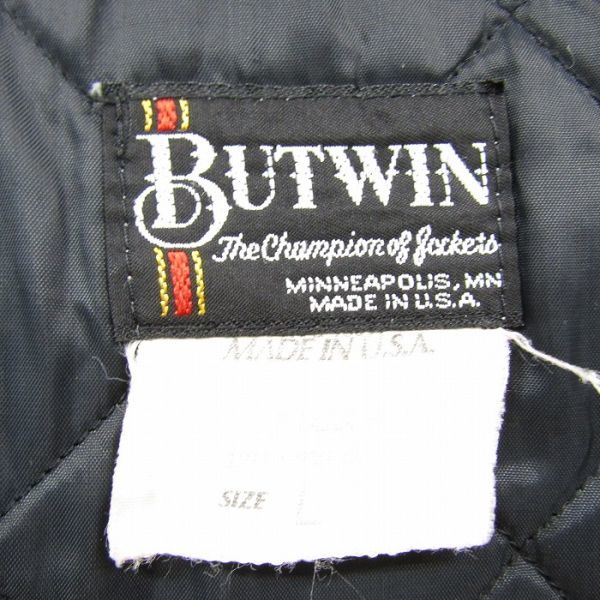 BUTWIN
The Champion of Jackets
MINNEAPOLIS, MN
MADE IN U.S.A.
MADE IN U.S.A.
SIZE L